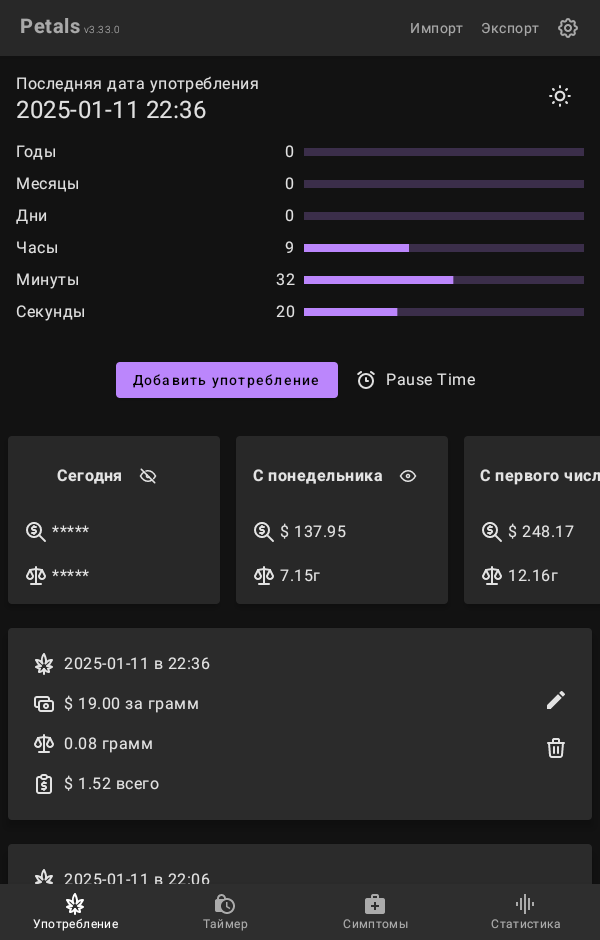 Petals v3.33.0 Импорт Экспорт
Последняя дата употребления
2025-01-11 22:36
Годы 0
Месяцы 0
Дни 0
Часы 9
Минуты 32
Секунды 20
Добавить употребление Pause Time
Сегодня С понедельника С первого числ
***** $ 137.95 $ 248.17
***** 7.15г 12.16г
2025-01-11 в 22:36
$ 19.00 за грамм
0.08 грамм
$ 1.52 всего
2025-01-11 в 22:06
Употребление Таймер Симптомы Статистика